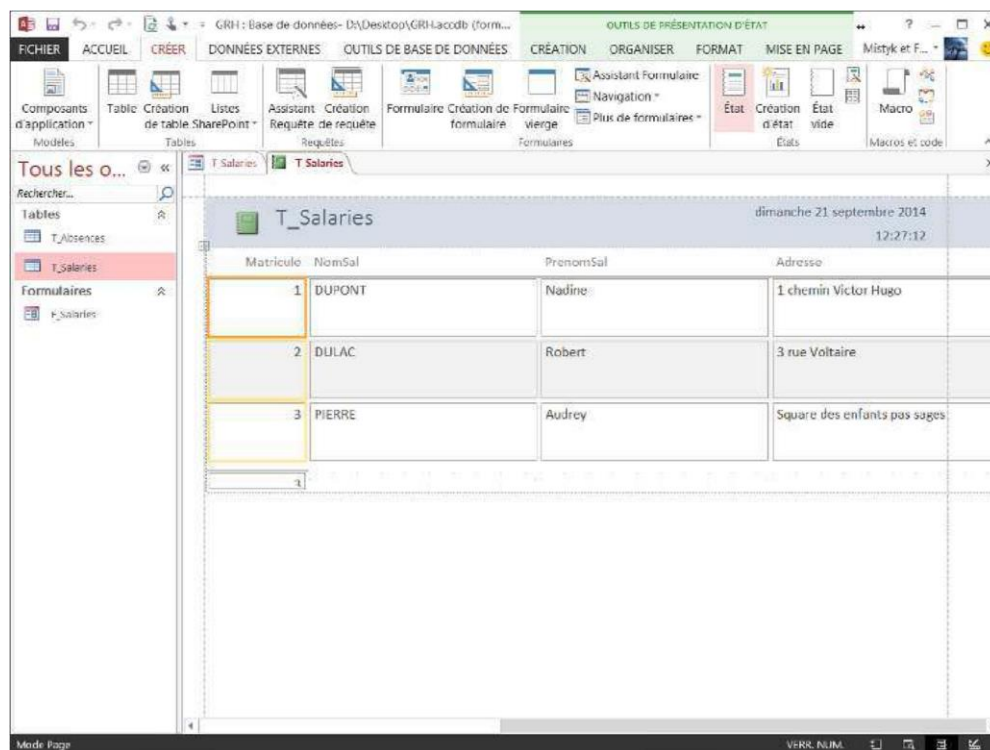 GRH : Base de données- D:\Desktop\GRH.accdb (form...
OUTILS DE PRÉSENTATION D'ÉTAT
?
FICHIER ACCUEIL CRÉER DONNÉES EXTERNES OUTILS DE BASE DE DONNÉES CRÉATION ORGANISER FORMAT MISE EN PAGE Mistyk et F...
Composants d'application
Table
Création de table
Listes SharePoint
Assistant Requête
Création de requête
Formulaire
Création de formulaire
Formulaire vierge
Assistant Formulaire
Navigation
Plus de formulaires
État
Création d'état
État vide
Macro
Modèles Tables Requêtes Formulaires États Macros et code
Tous les o...
Rechercher...
Tables
T_Absences
T_Salaries
Formulaires
F_Salaries
T_Salaries T_Salaries
T_Salaries
dimanche 21 septembre 2014
12:27:12
Matricule NomSal PrenomSal Adresse
1 DUPONT Nadine 1 chemin Victor Hugo
2 DULAC Robert 3 rue Voltaire
3 PIERRE Audrey Square des enfants pas sages
3
Mode Page
VERR. NUM.